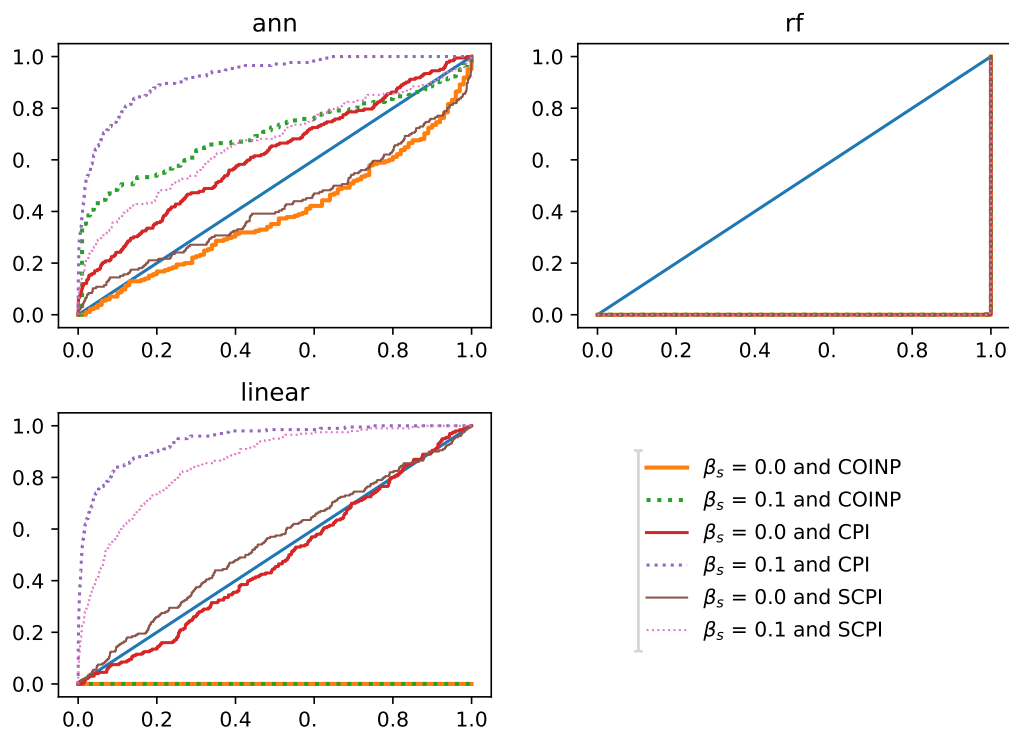 ann
1.0
0.8
0.
0.4
0.2
0.0
0.0 0.2 0.4 0. 0.8 1.0
rf
1.0
0.8
0.
0.4
0.2
0.0
0.0 0.2 0.4 0. 0.8 1.0
linear
1.0
0.8
0.
0.4
0.2
0.0
0.0 0.2 0.4 0. 0.8 1.0
βₛ = 0.0 and COINP
βₛ = 0.1 and COINP
βₛ = 0.0 and CPI
βₛ = 0.1 and CPI
βₛ = 0.0 and SCPI
βₛ = 0.1 and SCPI